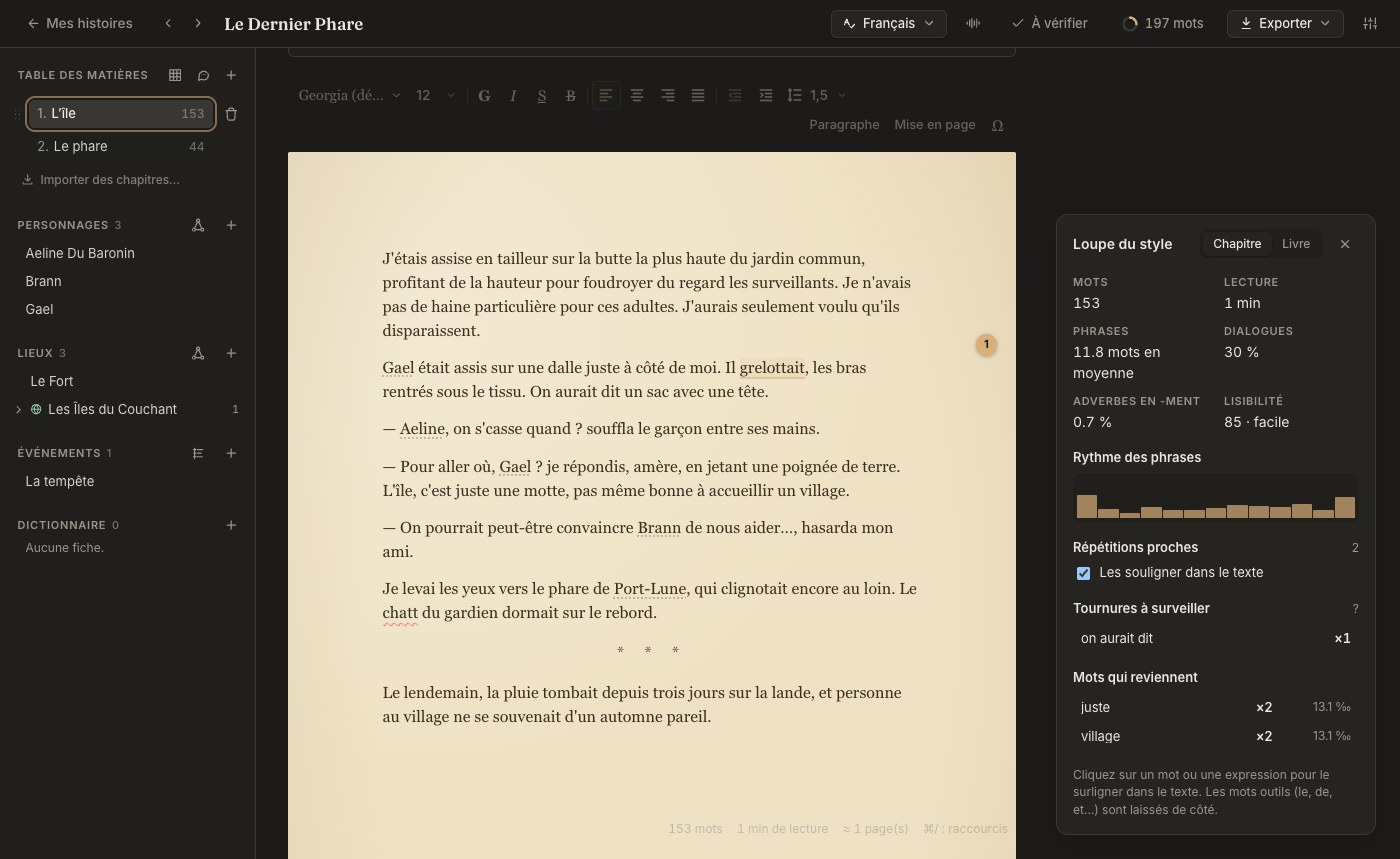 Mes histoires
Le Dernier Phare
Français
À vérifier
197 mots
Exporter
TABLE DES MATIÈRES
1. L'île 153
2. Le phare 44
Importer des chapitres...
PERSONNAGES 3
Aeline Du Baronin
Brann
Gael
LIEUX 3
Le Fort
Les Îles du Couchant 1
ÉVÉNEMENTS 1
La tempête
DICTIONNAIRE 0
Aucune fiche.
Georgia (dé... 12 G I S B 1,5
Paragraphe Mise en page Ω
J'étais assise en tailleur sur la butte la plus haute du jardin commun,
profitant de la hauteur pour foudroyer du regard les surveillants. Je n'avais
pas de haine particulière pour ces adultes. J'aurais seulement voulu qu'ils
disparaissent.
Gael était assis sur une dalle juste à côté de moi. Il grelottait, les bras
rentrés sous le tissu. On aurait dit un sac avec une tête.
— Aeline, on s'casse quand ? souffla le garçon entre ses mains.
— Pour aller où, Gael ? je répondis, amère, en jetant une poignée de terre.
L'île, c'est juste une motte, pas même bonne à accueillir un village.
— On pourrait peut-être convaincre Brann de nous aider..., hasarda mon
ami.
Je levai les yeux vers le phare de Port-Lune, qui clignotait encore au loin. Le
chatt du gardien dormait sur le rebord.
* * *
Le lendemain, la pluie tombait depuis trois jours sur la lande, et personne
au village ne se souvenait d'un automne pareil.
1
153 mots 1 min de lecture ≈ 1 page(s) ⌘/ : raccourcis
Loupe du style Chapitre Livre
MOTS LECTURE
153 1 min
PHRASES DIALOGUES
11.8 mots en 30 %
moyenne
ADVERBES EN -MENT LISIBILITÉ
0.7 % 85 · facile
Rythme des phrases
Répétitions proches 2
Les souligner dans le texte
Tournures à surveiller ?
on aurait dit ×1
Mots qui reviennent
juste ×2 13.1 ‰
village ×2 13.1 ‰
Cliquez sur un mot ou une expression pour le
surligner dans le texte. Les mots outils (le, de,
et...) sont laissés de côté.